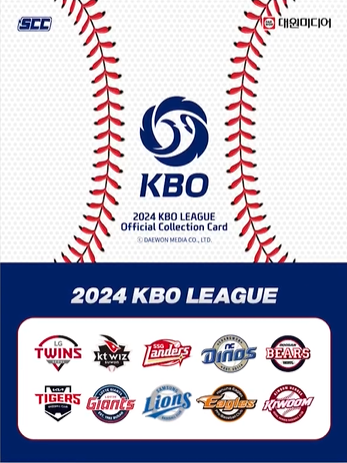 SCC
대원미디어
KBO
2024 KBO LEAGUE
Official Collection Card
ⓒ DAEWON MEDIA CO., LTD.
2024 KBO LEAGUE
LG
TWINS
kt wiz
SSG
Landers
NC
DINOS
BEARS
KIA
TIGERS
Giants
SAMSUNG
Lions
Eagles
KIWOOM